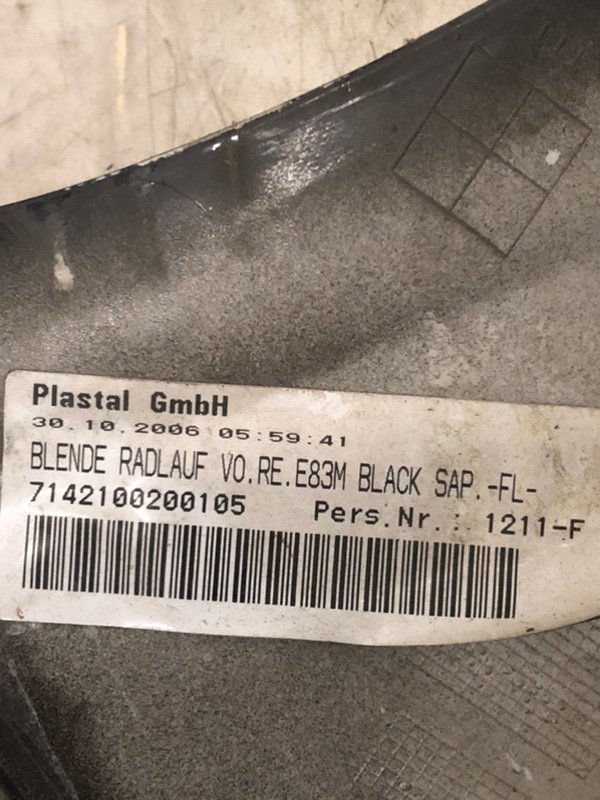 Plastal GmbH
30.10.2006 05:59:41
BLENDE RADLAUF VO.RE.E83M BLACK SAP.-FL-
7142100200105 Pers.Nr.: 1211-F